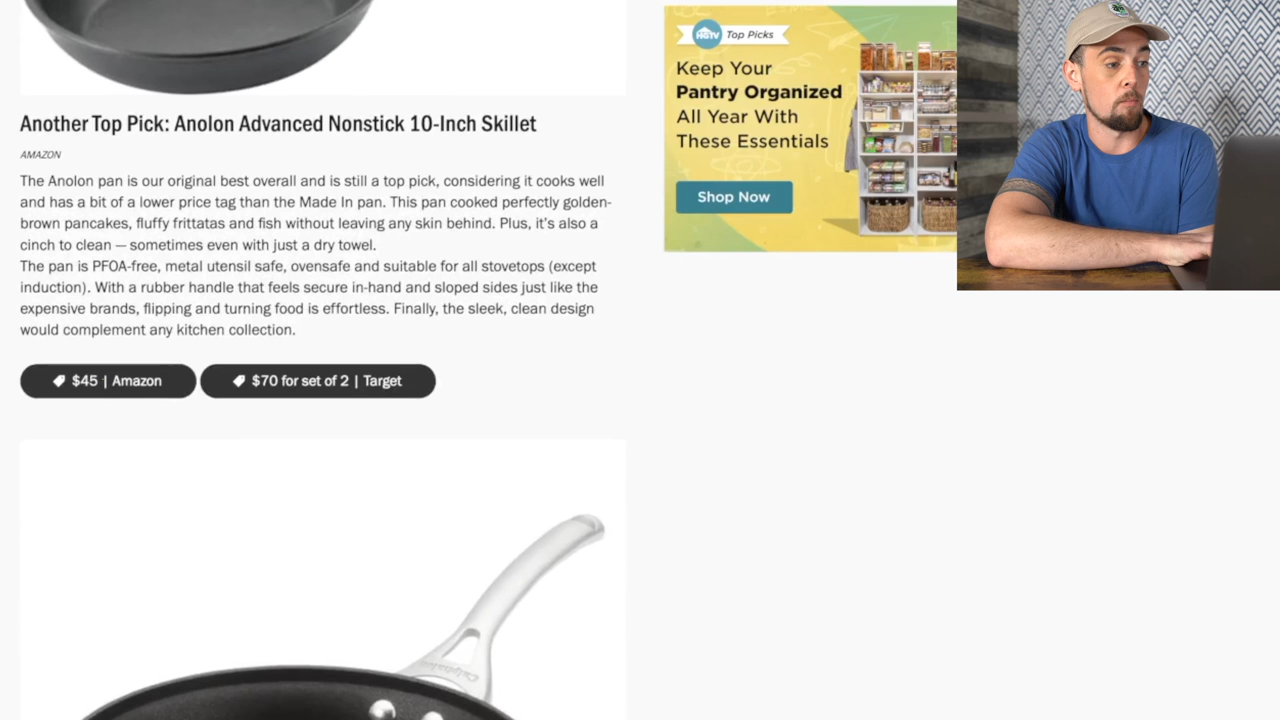 Another Top Pick: Anolon Advanced Nonstick 10-Inch Skillet
AMAZON
The Anolon pan is our original best overall and is still a top pick, considering it cooks well
and has a bit of a lower price tag than the Made In pan. This pan cooked perfectly golden-
brown pancakes, fluffy frittatas and fish without leaving any skin behind. Plus, it’s also a
cinch to clean — sometimes even with just a dry towel.
The pan is PFOA-free, metal utensil safe, ovensafe and suitable for all stovetops (except
induction). With a rubber handle that feels secure in-hand and sloped sides just like the
expensive brands, flipping and turning food is effortless. Finally, the sleek, clean design
would complement any kitchen collection.
$45 | Amazon
$70 for set of 2 | Target
HGTV Top Picks
Keep Your
Pantry Organized
All Year With
These Essentials
Shop Now
Calphalon